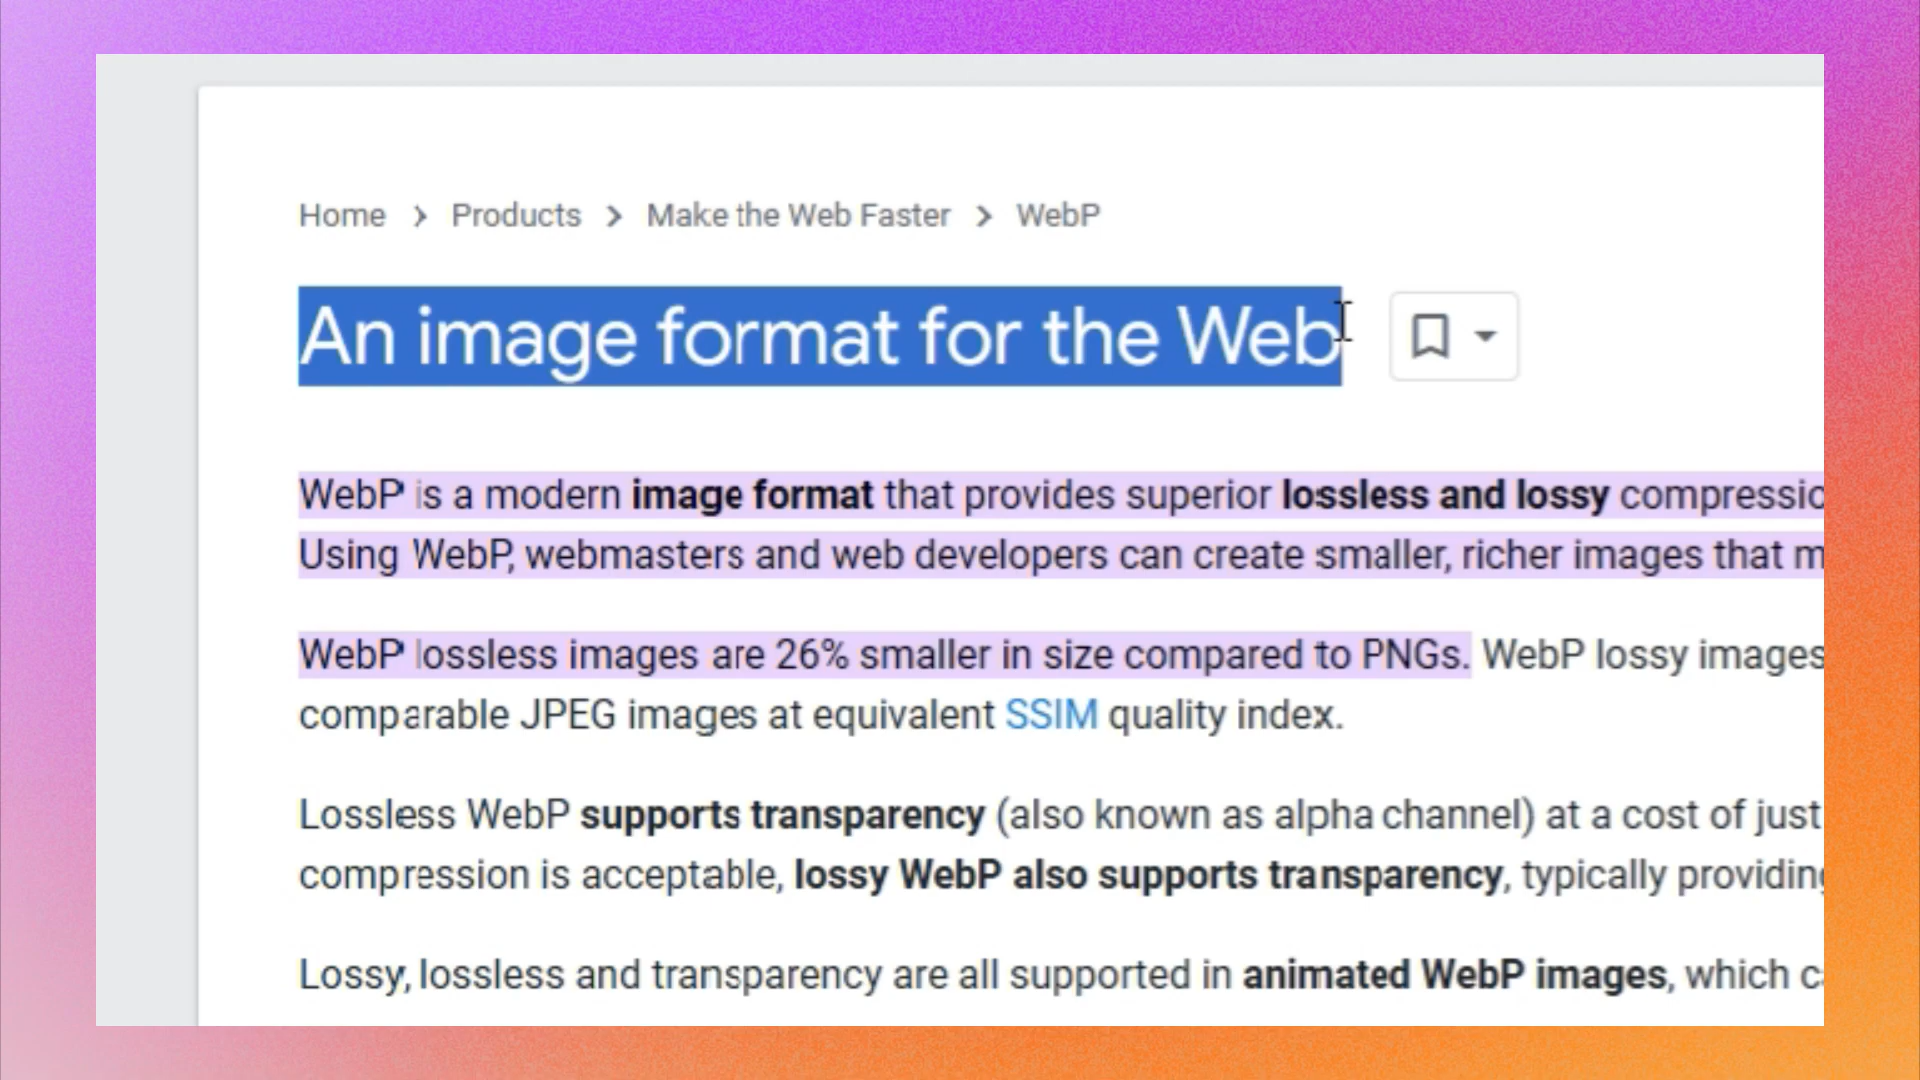 Home > Products > Make the Web Faster > WebP
An image format for the Web
WebP is a modern image format that provides superior lossless and lossy
Using WebP, webmasters and web developers can create smaller, richer images that
WebP lossless images are 26% smaller in size compared to PNGs. WebP lossy images
comparable JPEG images at equivalent SSIM quality index.
Lossless WebP supports transparency (also known as alpha channel) at a cost of just
compression is acceptable, lossy WebP also supports transparency, typically
Lossy, lossless and transparency are all supported in animated WebP images, which